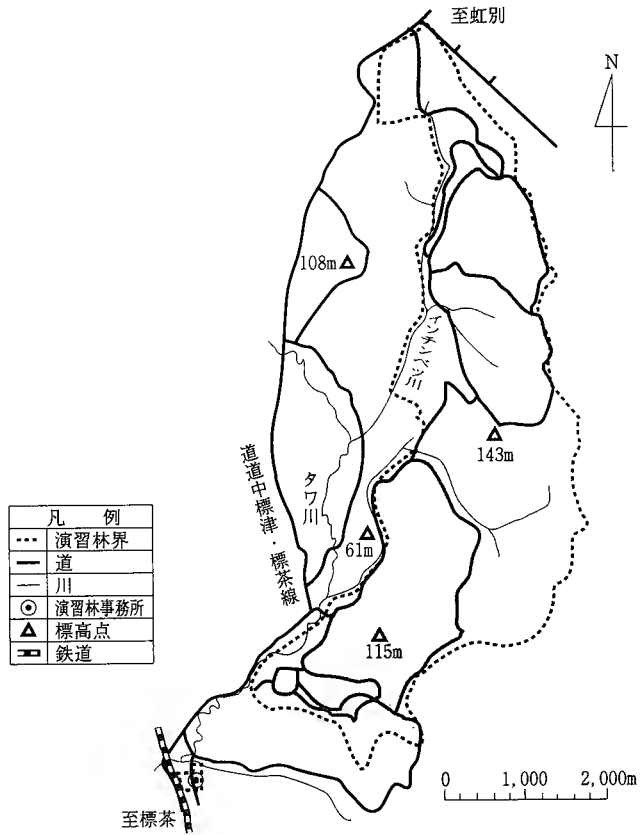 至虹別
N
108m
インチンベツ川
143m
道道中標津・標茶線
タワ川
61m
115m
凡 例
演習林界
道
川
演習林事務所
標高点
鉄道
至標茶
0 1,000 2,000m